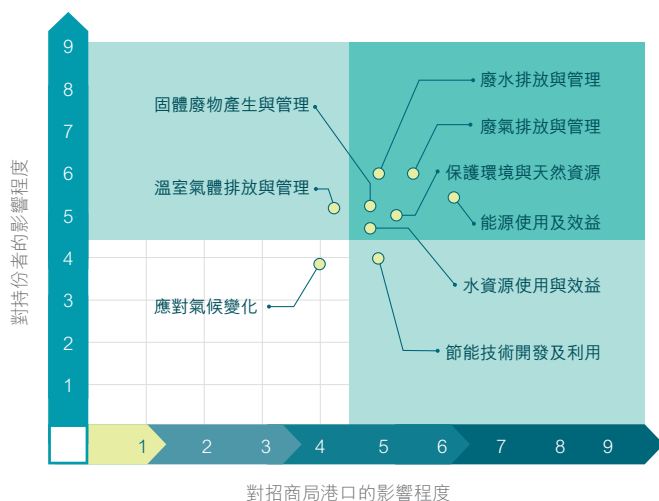 對持份者的影響程度
9
8
7
6
5
4
3
2
1
固體廢物產生與管理
溫室氣體排放與管理
應對氣候變化
廢水排放與管理
廢氣排放與管理
保護環境與天然資源
能源使用及效益
水資源使用與效益
節能技術開發及利用
1 2 3 4 5 6 7 8 9
對招商局港口的影響程度